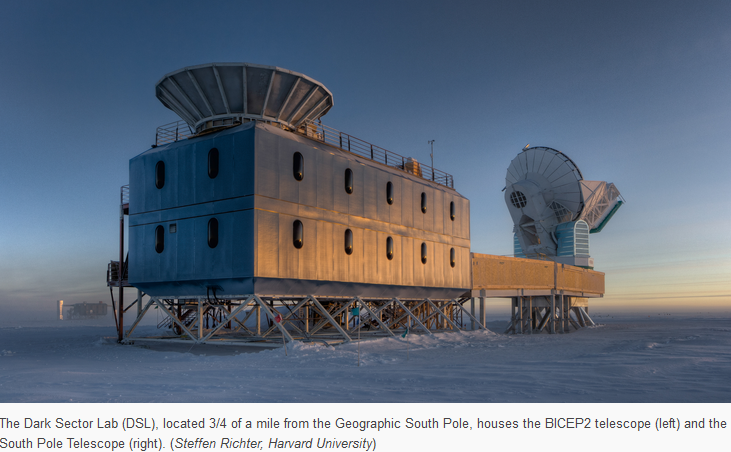 The Dark Sector Lab (DSL), located 3/4 of a mile from the Geographic South Pole, houses the BICEP2 telescope (left) and the
South Pole Telescope (right). (Steffen Richter, Harvard University)